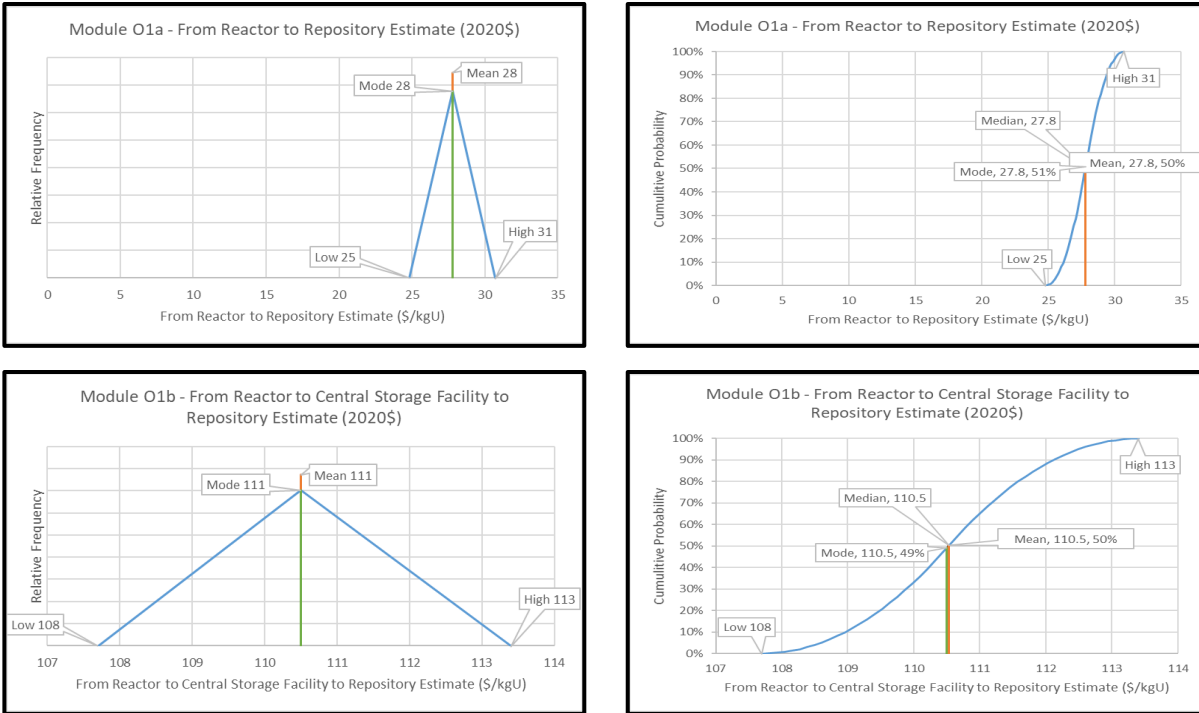 Module O1a - From Reactor to Repository Estimate (2020$)
Relative Frequency
Mean 28
Mode 28
High 31
Low 25
0 5 10 15 20 25 30 35
From Reactor to Repository Estimate ($/kgU)
Module O1a - From Reactor to Repository Estimate (2020$)
Cumulitive Probability
100%
90%
80%
70%
60%
50%
40%
30%
20%
10%
0%
High 31
Median, 27.8
Mean, 27.8, 50%
Mode, 27.8, 51%
Low 25
0 5 10 15 20 25 30 35
From Reactor to Repository Estimate ($/kgU)
Module O1b - From Reactor to Central Storage Facility to
Repository Estimate (2020$)
Relative Frequency
Mean 111
Mode 111
High 113
Low 108
107 108 109 110 111 112 113 114
From Reactor to Central Storage Facility to Repository Estimate ($/kgU)
Module O1b - From Reactor to Central Storage Facility to
Repository Estimate (2020$)
Cumulitive Probability
100%
90%
80%
70%
60%
50%
40%
30%
20%
10%
0%
High 113
Median, 110.5
Mean, 110.5, 50%
Mode, 110.5, 49%
Low 108
107 108 109 110 111 112 113 114
From Reactor to Central Storage Facility to Repository Estimate ($/kgU)